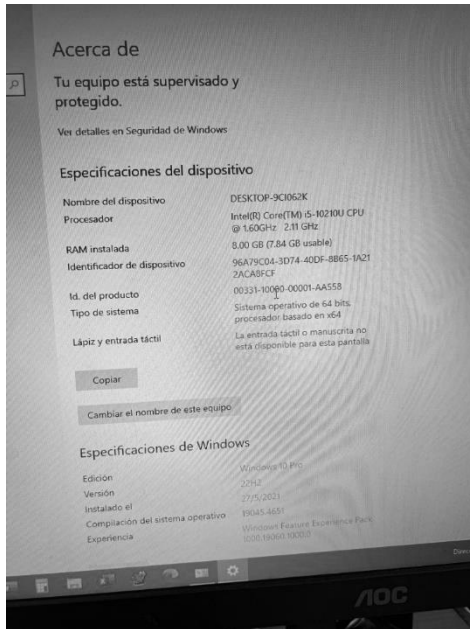 Acerca de
Tu equipo está supervisado y
protegido.
Ver detalles en Seguridad de Windows
Especificaciones del dispositivo
Nombre del dispositivo DESKTOP-9CI062K
Procesador Intel(R) Core(TM) i5-10210U CPU
@ 1.60GHz 2.11 GHz
RAM instalada 8.00 GB (7.84 GB usable)
Identificador de dispositivo 96A79C04-3D74-40DF-8865-1A21
2ACA8FCF
Id. del producto 00331-10000-00001-AA558
Tipo de sistema Sistema operativo de 64 bits,
procesador basado en x64
Lápiz y entrada táctil La entrada táctil o manuscrita no
está disponible para esta pantalla
Copiar
Cambiar el nombre de este equipo
Especificaciones de Windows
Edición Windows 10 Pro
Versión 22H2
Instalado el 27/5/2021
Compilación del sistema operativo 19045.4651
Experiencia Windows Feature Experience Pack
1000.19060.1000.0
AOC